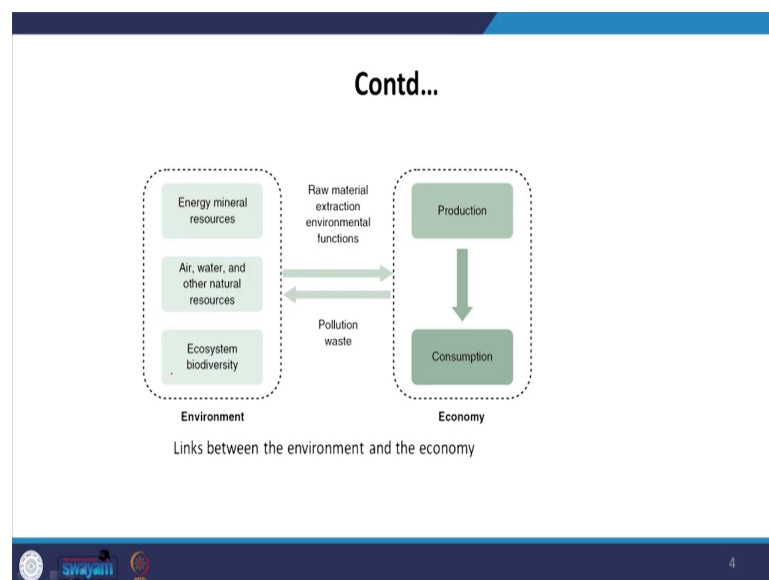 Contd...
Energy mineral
resources
Air, water, and
other natural
resources
Ecosystem
biodiversity
Environment
Raw material
extraction
environmental
functions
Pollution
waste
Production
Consumption
Economy
Links between the environment and the economy
swayam
4